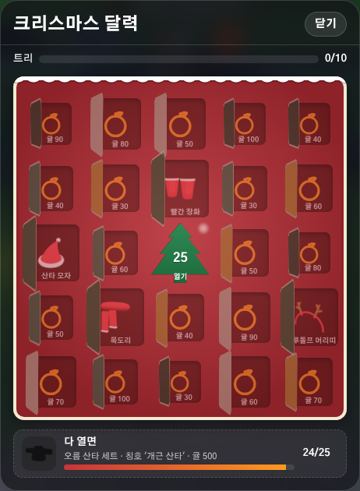 크리스마스 달력
닫기
트리
0/10
귤 90
귤 80
귤 50
귤 100
귤 40
귤 40
귤 30
빨간 장화
귤 30
귤 60
산타 모자
귤 60
25
열기
귤 50
귤 80
귤 50
목도리
귤 40
귤 90
루돌프 머리띠
귤 70
귤 100
귤 30
귤 60
귤 70
다 열면
오름 산타 세트 · 칭호 ‘개근 산타’ · 귤 500
24/25